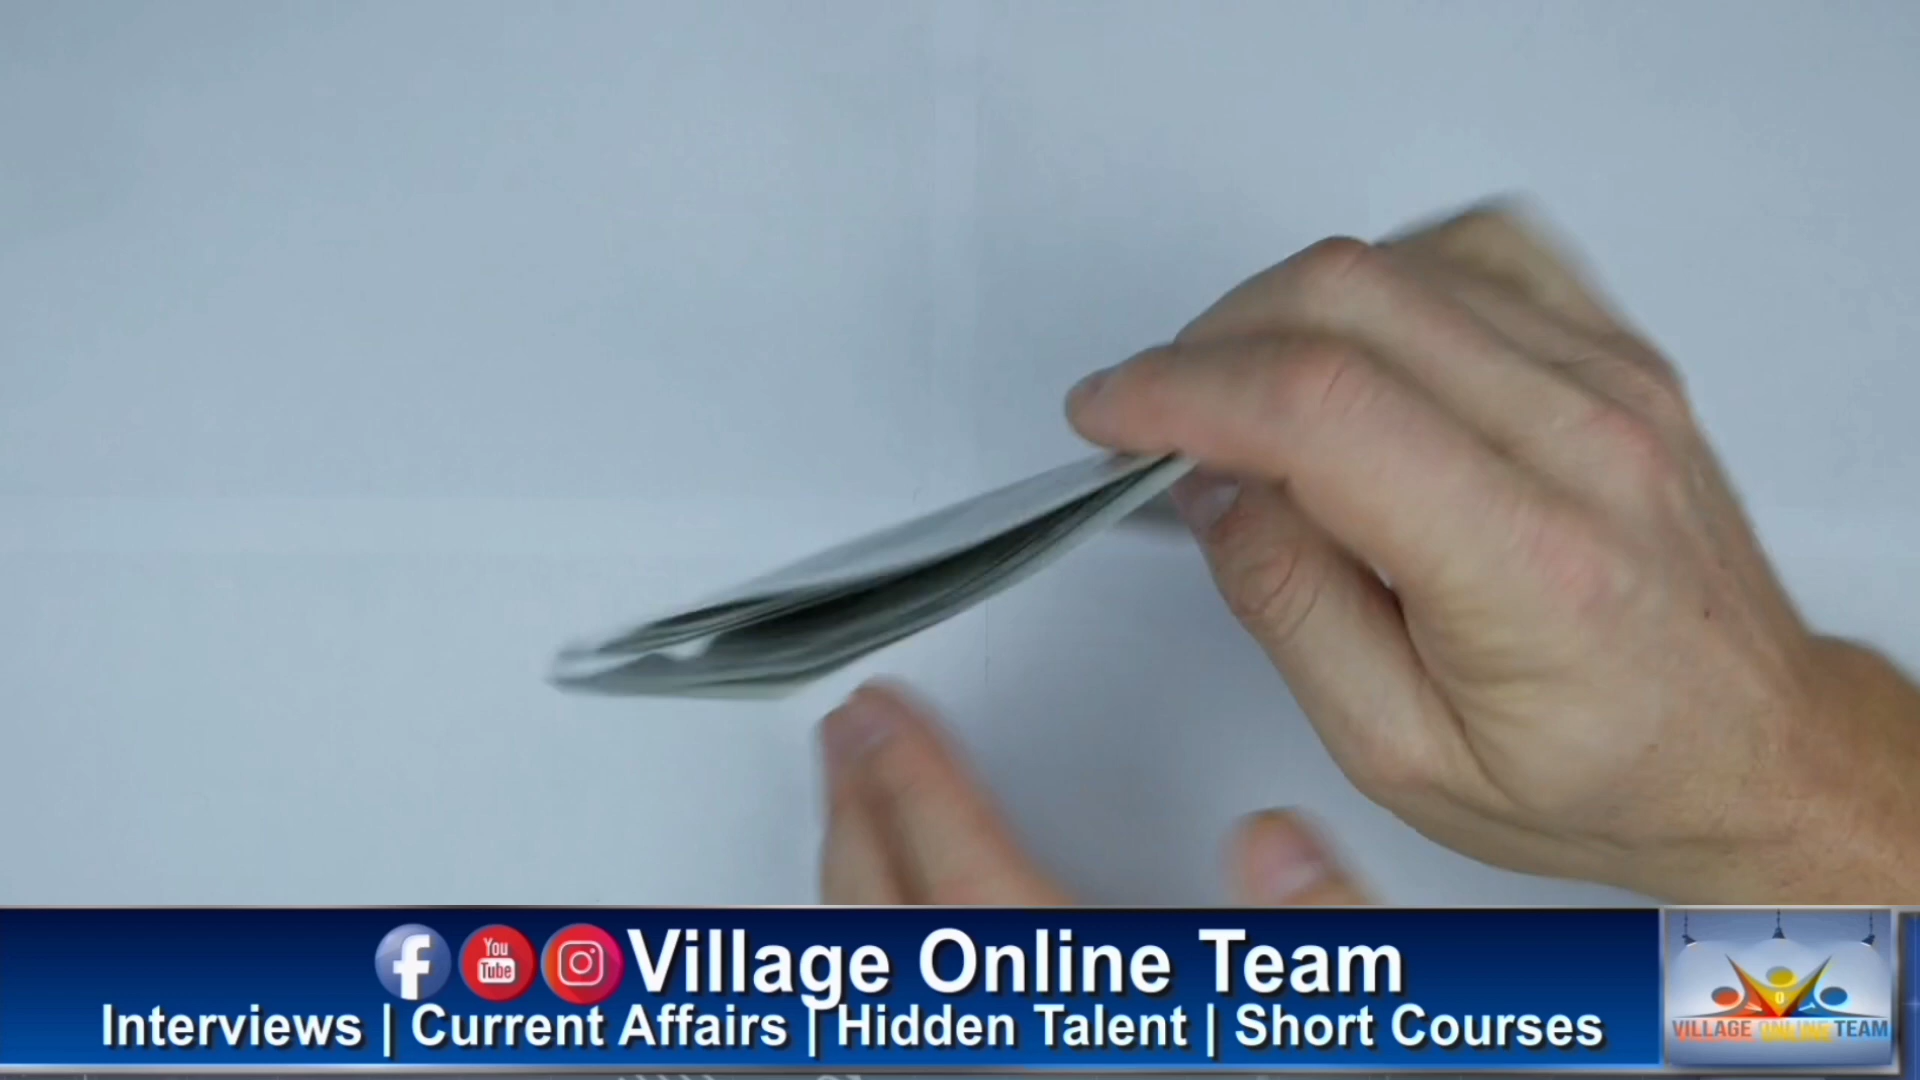 You
Tube
Village Online Team
Interviews | Current Affairs | Hidden Talent | Short Courses
VILLAGE ONLINE TEAM